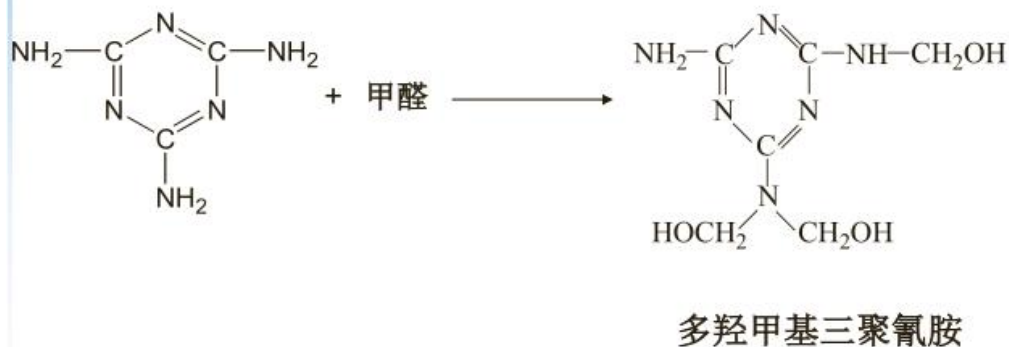 NH2—C N C—NH2
N N
C
NH2
+ 甲醛
NH2—C N C—NH—CH2OH
N N
C
N
HOCH2 CH2OH
多羟甲基三聚氰胺